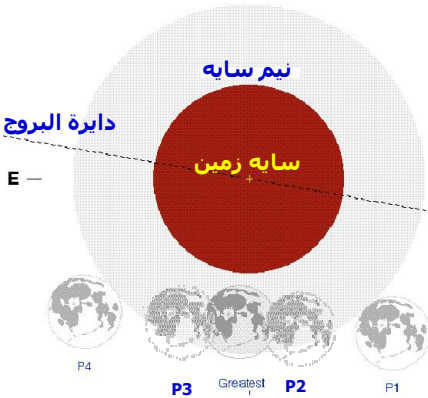 نیم سایه
دایرة البروج
سایه زمین
E
P4
P3
Greatest
P2
P1